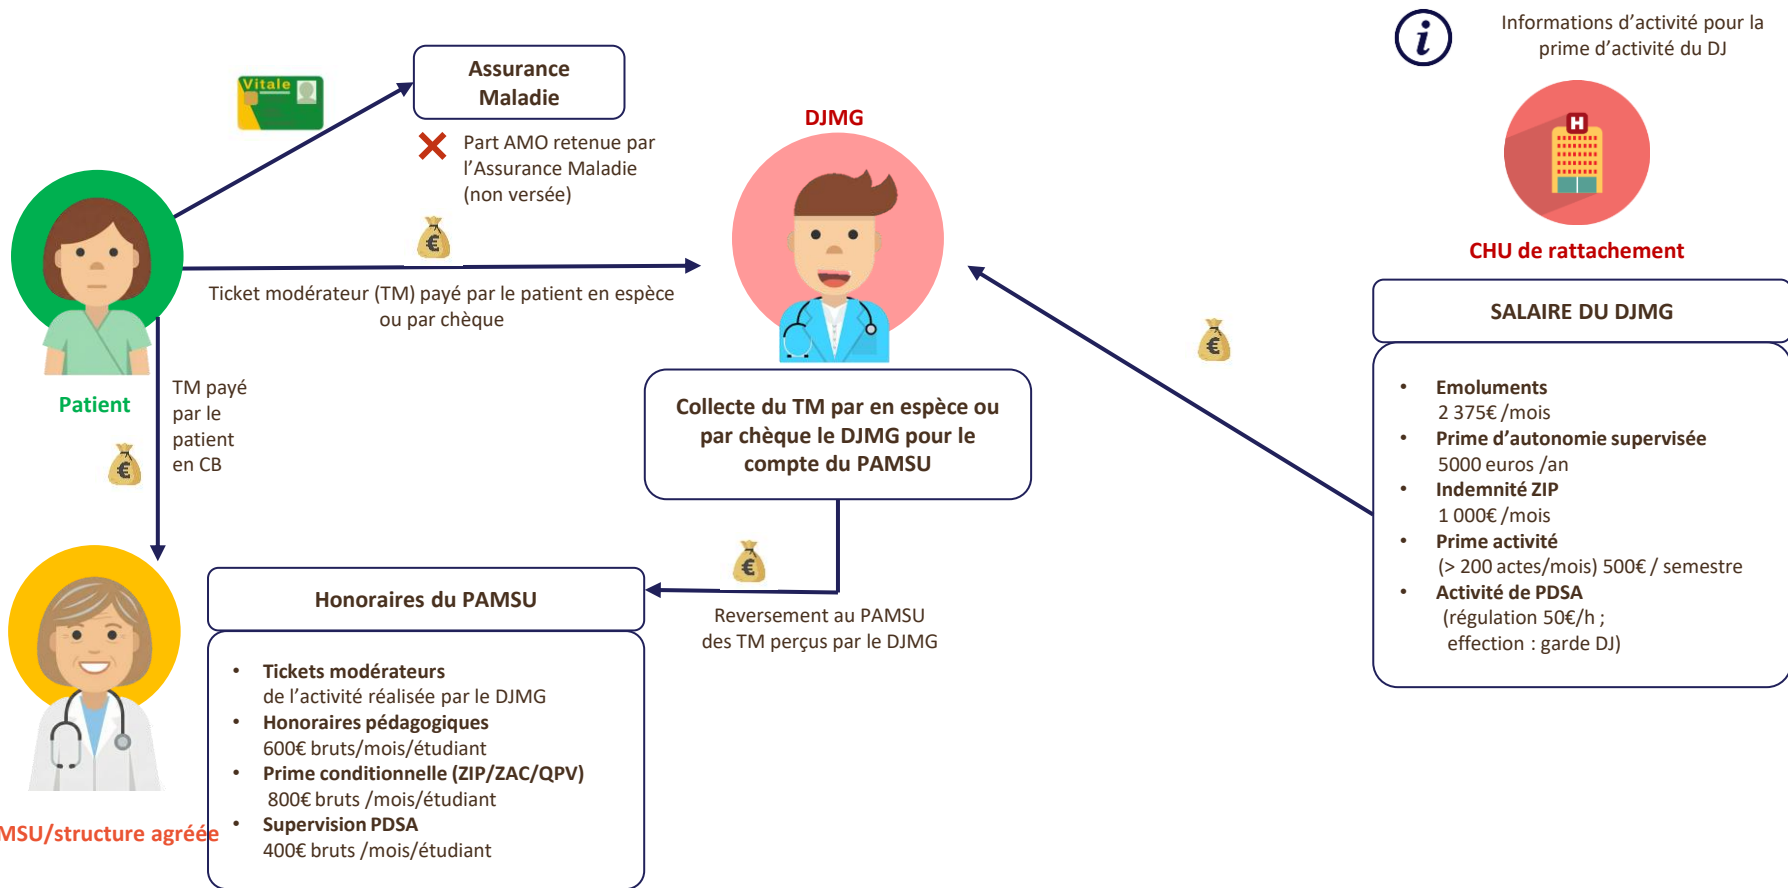 Informations d’activité pour la
prime d’activité du DJ
Vitale
Assurance
Maladie
Part AMO retenue par
l’Assurance Maladie
(non versée)
DJMG
H
CHU de rattachement
Ticket modérateur (TM) payé par le patient en espèce
ou par chèque
Patient
TM payé
par le
patient
en CB
Collecte du TM par en espèce ou
par chèque le DJMG pour le
compte du PAMSU
Reversement au PAMSU
des TM perçus par le DJMG
SALAIRE DU DJMG
• Emoluments
2 375€ /mois
• Prime d’autonomie supervisée
5000 euros /an
• Indemnité ZIP
1 000€ /mois
• Prime activité
(> 200 actes/mois) 500€ / semestre
• Activité de PDSA
(régulation 50€/h ;
effection : garde DJ)
Honoraires du PAMSU
• Tickets modérateurs
de l’activité réalisée par le DJMG
• Honoraires pédagogiques
600€ bruts/mois/étudiant
• Prime conditionnelle (ZIP/ZAC/QPV)
800€ bruts /mois/étudiant
• Supervision PDSA
400€ bruts /mois/étudiant
MSU/structure agréée